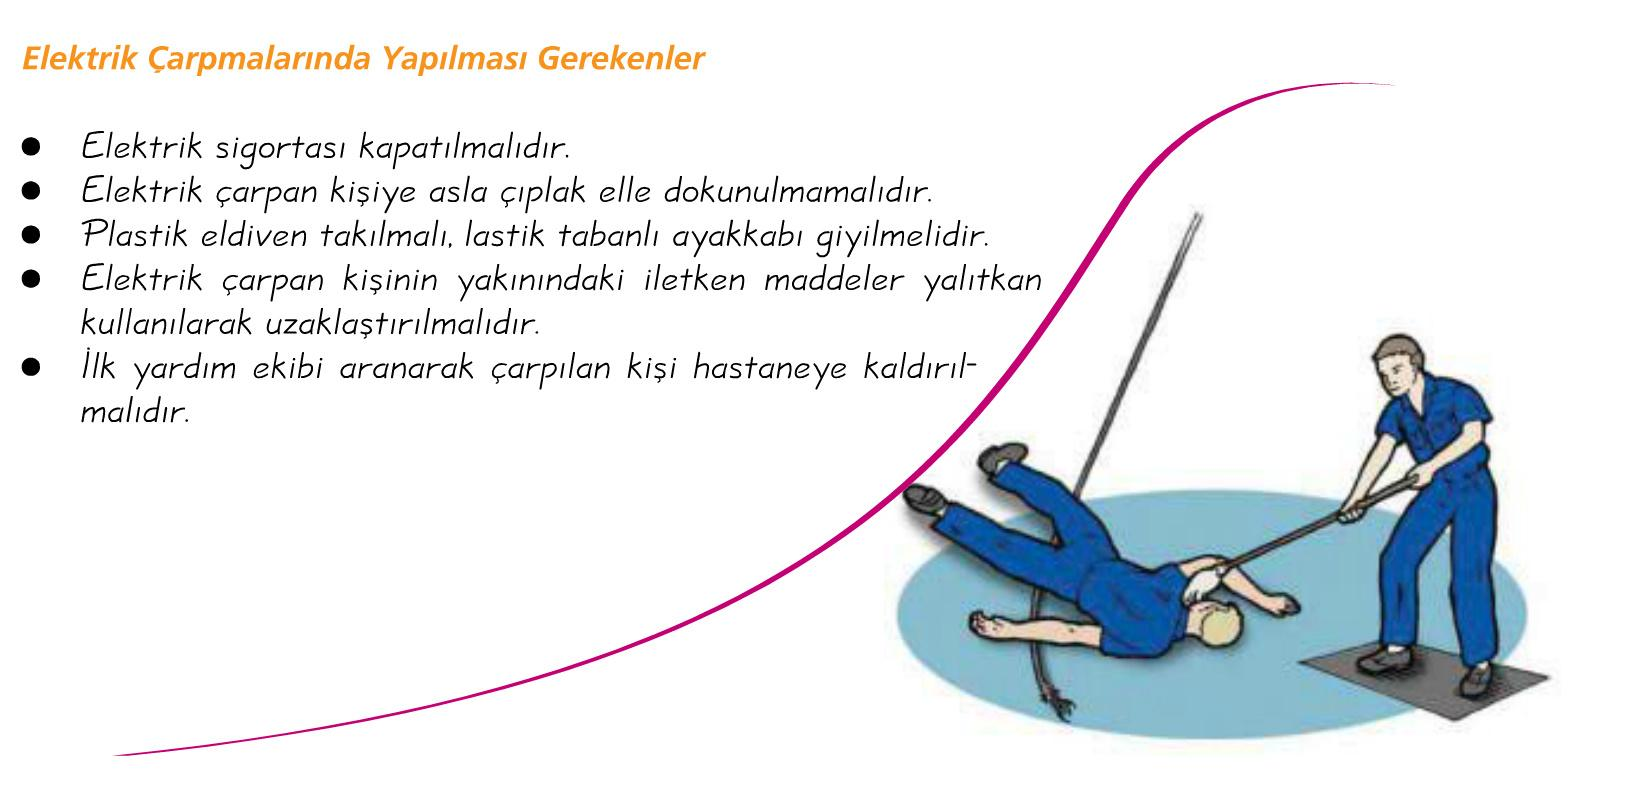 Elektrik Çarpmalarında Yapılması Gerekenler
● Elektrik sigortası kapatılmalıdır.
● Elektrik çarpan kişiye asla çıplak elle dokunulmamalıdır.
● Plastik eldiven takılmalı, lastik tabanlı ayakkabı giyilmelidir.
● Elektrik çarpan kişinin yakınındaki iletken maddeler yalıtkan
kullanılarak uzaklaştırılmalıdır.
● İlk yardım ekibi aranarak çarpılan kişi hastaneye kaldırıl-
malıdır.